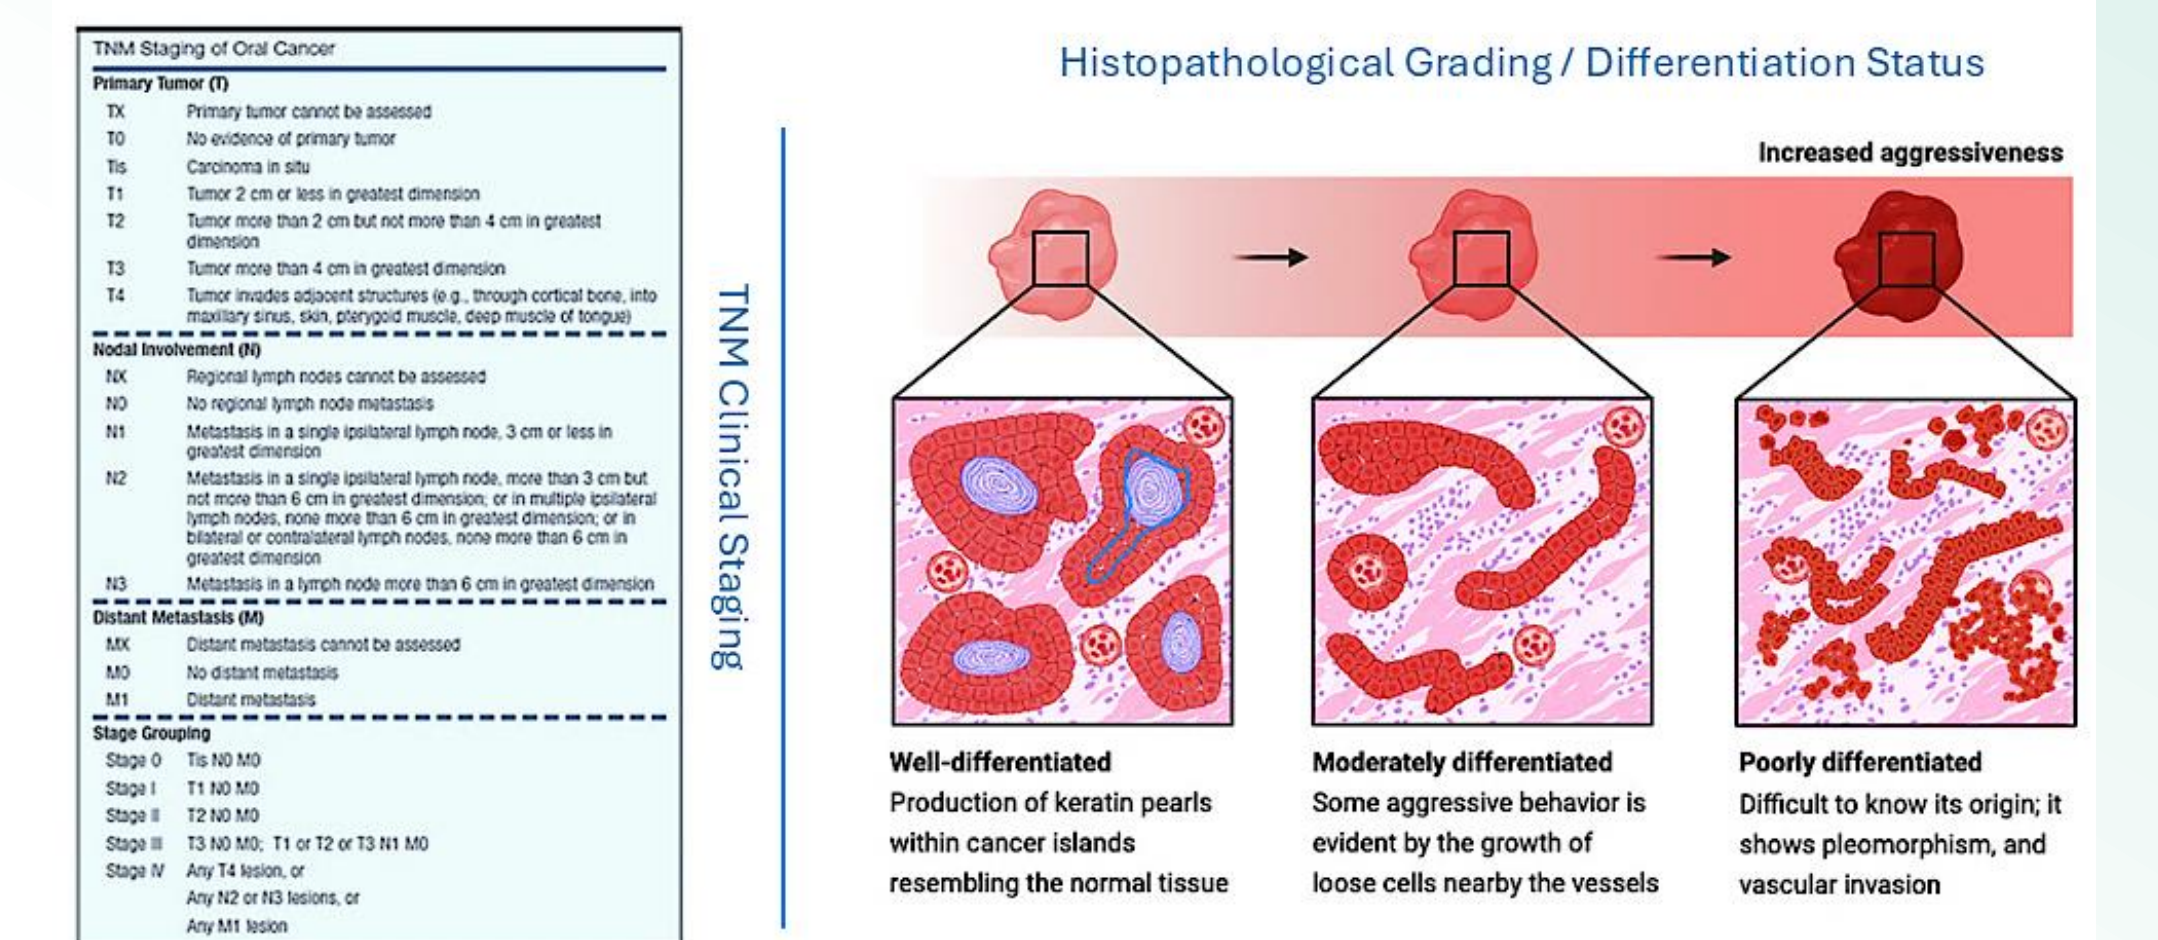 TNM Staging of Oral Cancer
Primary Tumor (T)
TX Primary tumor cannot be assessed
T0 No evidence of primary tumor
Tis Carcinoma in situ
T1 Tumor 2 cm or less in greatest dimension
T2 Tumor more than 2 cm but not more than 4 cm in greatest
dimension
T3 Tumor more than 4 cm in greatest dimension
T4 Tumor invades adjacent structures (e.g., through cortical bone, into
maxillary sinus, skin, pterygoid muscle, deep muscle of tongue)
Nodal Involvement (N)
NX Regional lymph nodes cannot be assessed
N0 No regional lymph node metastasis
N1 Metastasis in a single ipsilateral lymph node, 3 cm or less in
greatest dimension
N2 Metastasis in a single ipsilateral lymph node, more than 3 cm but
not more than 6 cm in greatest dimension; or in multiple ipsilateral
lymph nodes, none more than 6 cm in greatest dimension; or in
bilateral or contralateral lymph nodes, none more than 6 cm in
greatest dimension
N3 Metastasis in a lymph node more than 6 cm in greatest dimension
Distant Metastasis (M)
MX Distant metastasis cannot be assessed
M0 No distant metastasis
M1 Distant metastasis
Stage Grouping
Stage 0 Tis N0 M0
Stage I T1 N0 M0
Stage II T2 N0 M0
Stage III T3 N0 M0; T1 or T2 or T3 N1 M0
Stage IV Any T4 lesion, or
Any N2 or N3 lesions, or
Any M1 lesion
TNM Clinical Staging
Histopathological Grading / Differentiation Status
Increased aggressiveness
Well-differentiated
Production of keratin pearls
within cancer islands
resembling the normal tissue
Moderately differentiated
Some aggressive behavior is
evident by the growth of
loose cells nearby the vessels
Poorly differentiated
Difficult to know its origin; it
shows pleomorphism, and
vascular invasion